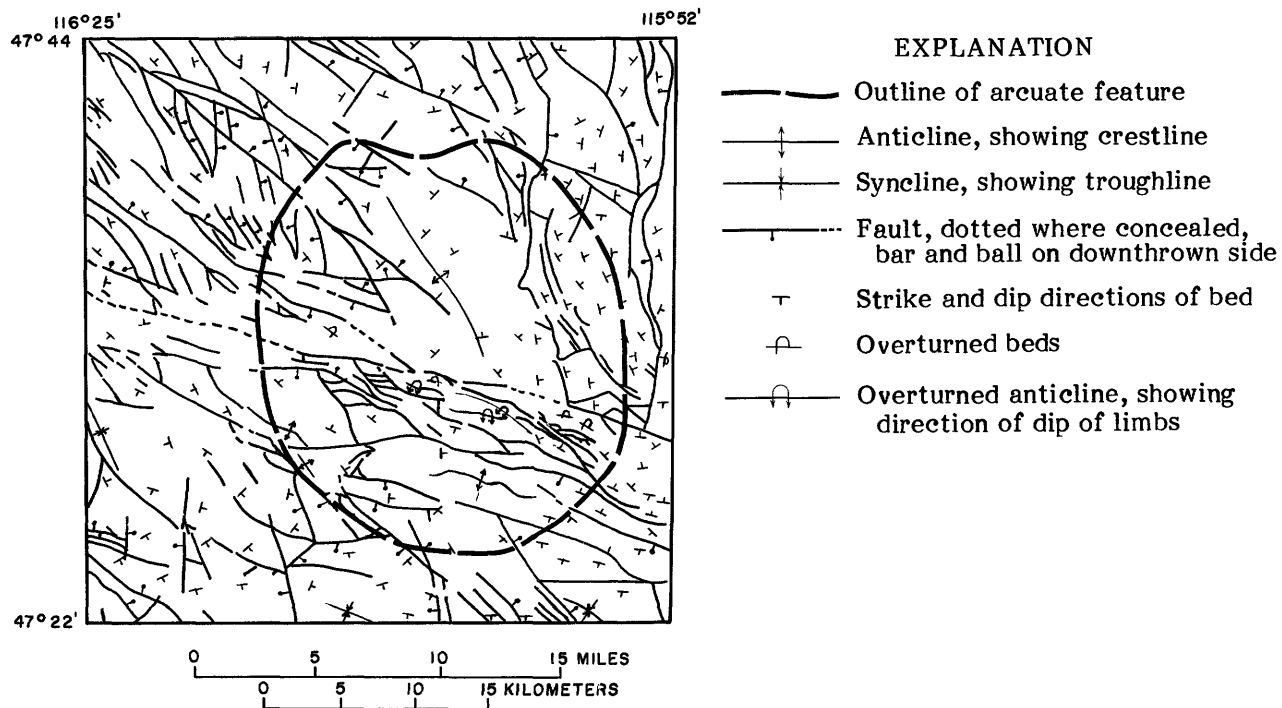 116° 25'
115° 52'
47° 44
47° 22'
0 5 10 15 MILES
0 5 10 15 KILOMETERS
EXPLANATION
Outline of arcuate feature
Anticline, showing crestline
Syncline, showing troughline
Fault, dotted where concealed,
bar and ball on downthrown side
Strike and dip directions of bed
Overturned beds
Overturned anticline, showing
direction of dip of limbs